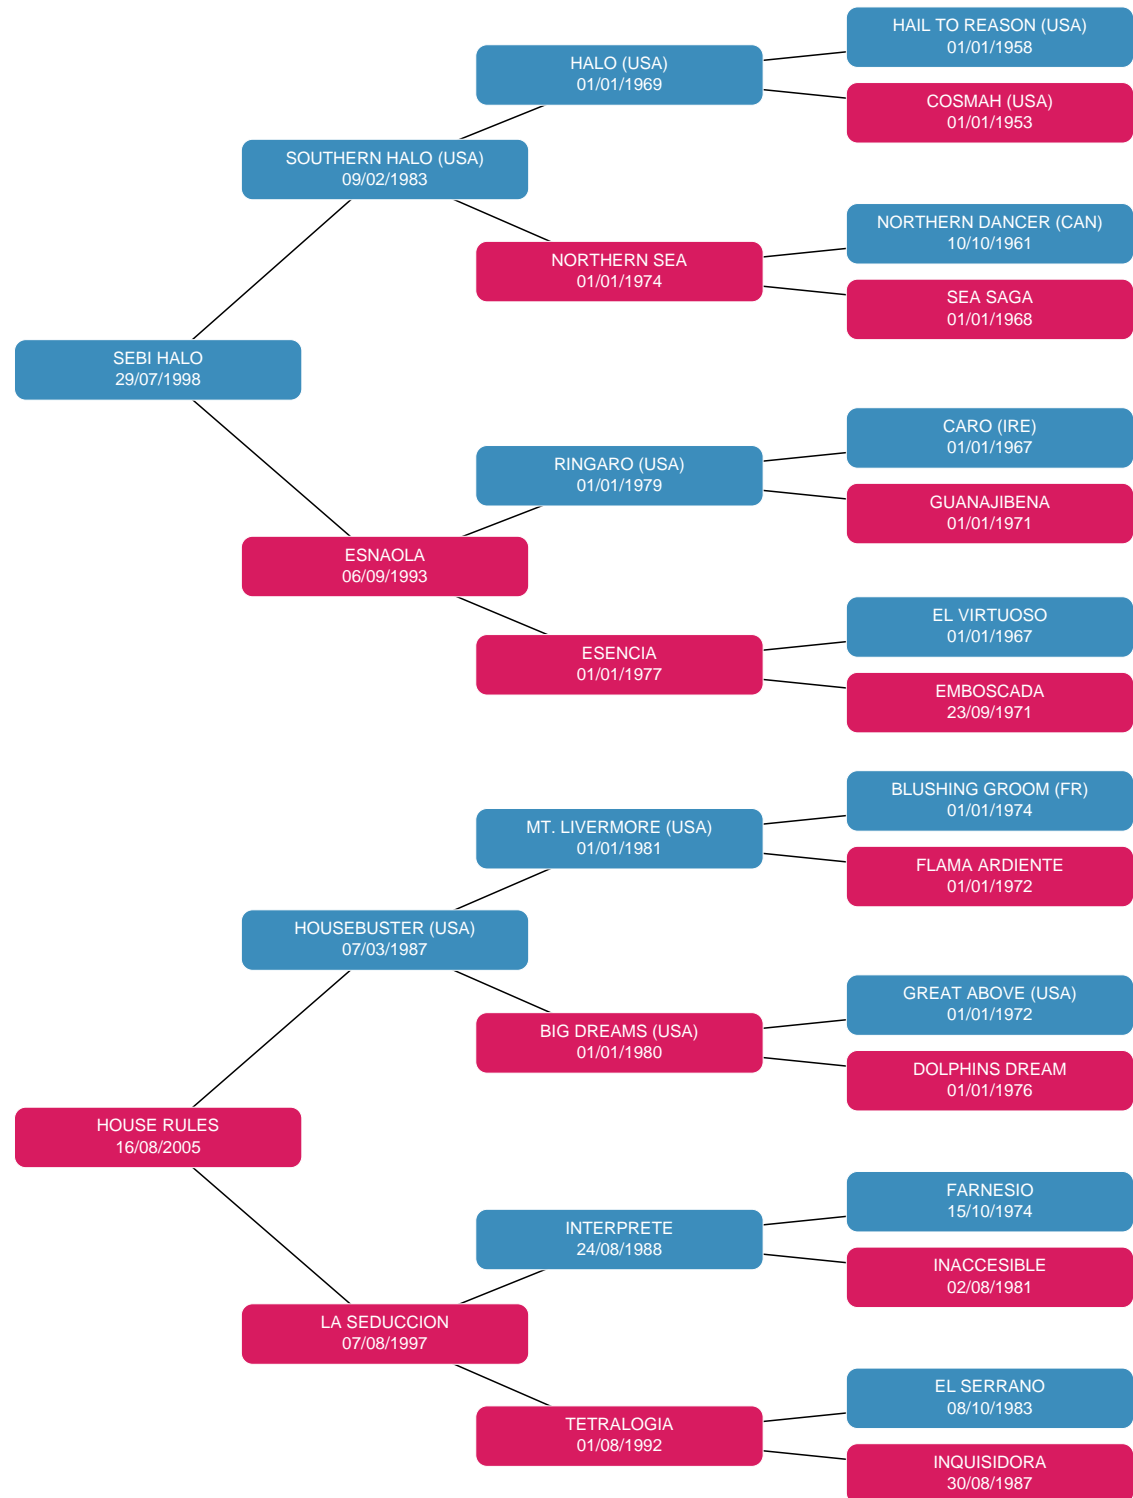 HAIL TO REASON (USA)
01/01/1958
HALO (USA)
01/01/1969
COSMAH (USA)
01/01/1953
SOUTHERN HALO (USA)
09/02/1983
NORTHERN DANCER (CAN)
10/10/1961
NORTHERN SEA
01/01/1974
SEA SAGA
01/01/1968
SEBI HALO
29/07/1998
CARO (IRE)
01/01/1967
RINGARO (USA)
01/01/1979
GUANAJIBENA
01/01/1971
ESNAOLA
06/09/1993
EL VIRTUOSO
01/01/1967
ESENCIA
01/01/1977
EMBOSCADA
23/09/1971
BLUSHING GROOM (FR)
01/01/1974
MT. LIVERMORE (USA)
01/01/1981
FLAMA ARDIENTE
01/01/1972
HOUSEBUSTER (USA)
07/03/1987
GREAT ABOVE (USA)
01/01/1972
BIG DREAMS (USA)
01/01/1980
DOLPHINS DREAM
01/01/1976
HOUSE RULES
16/08/2005
FARNESIO
15/10/1974
INTERPRETE
24/08/1988
INACCESIBLE
02/08/1981
LA SEDUCCION
07/08/1997
EL SERRANO
08/10/1983
TETRALOGIA
01/08/1992
INQUISIDORA
30/08/1987